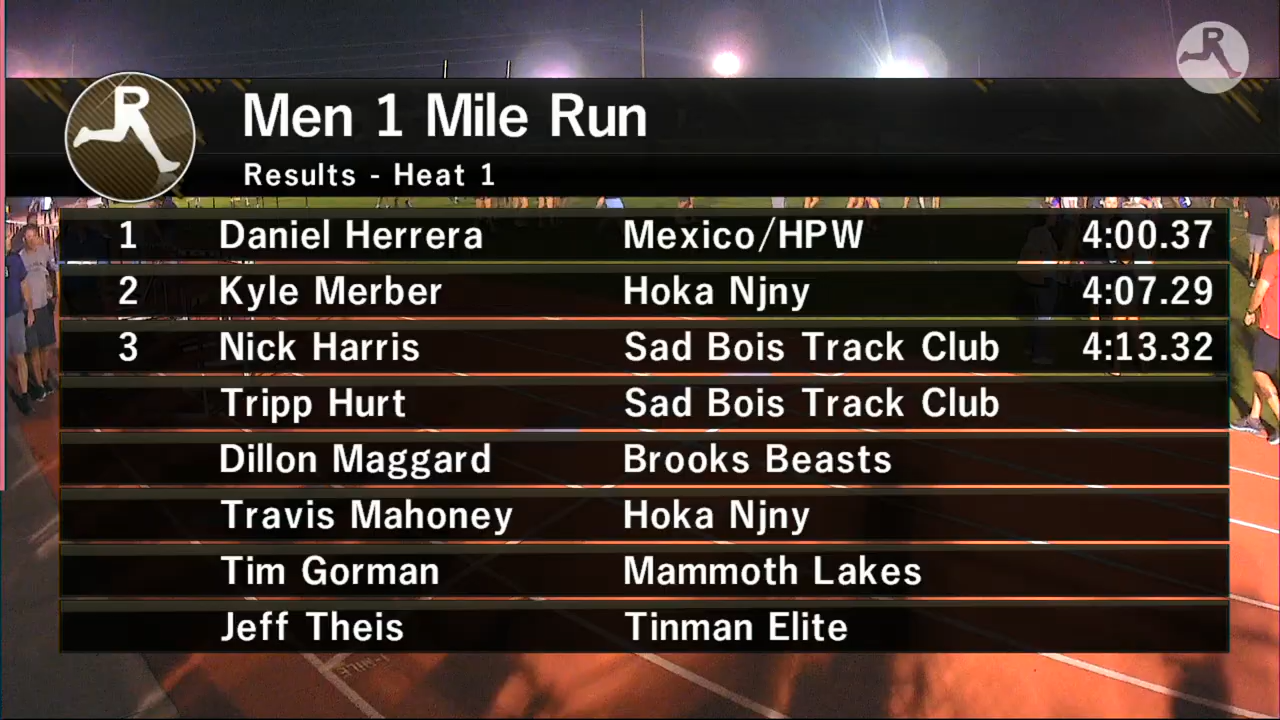 R
R
Men 1 Mile Run
Results - Heat 1
1 Daniel Herrera Mexico/HPW 4:00.37
2 Kyle Merber Hoka Njny 4:07.29
3 Nick Harris Sad Bois Track Club 4:13.32
Tripp Hurt Sad Bois Track Club
Dillon Maggard Brooks Beasts
Travis Mahoney Hoka Njny
Tim Gorman Mammoth Lakes
Jeff Theis Tinman Elite
1-MILE